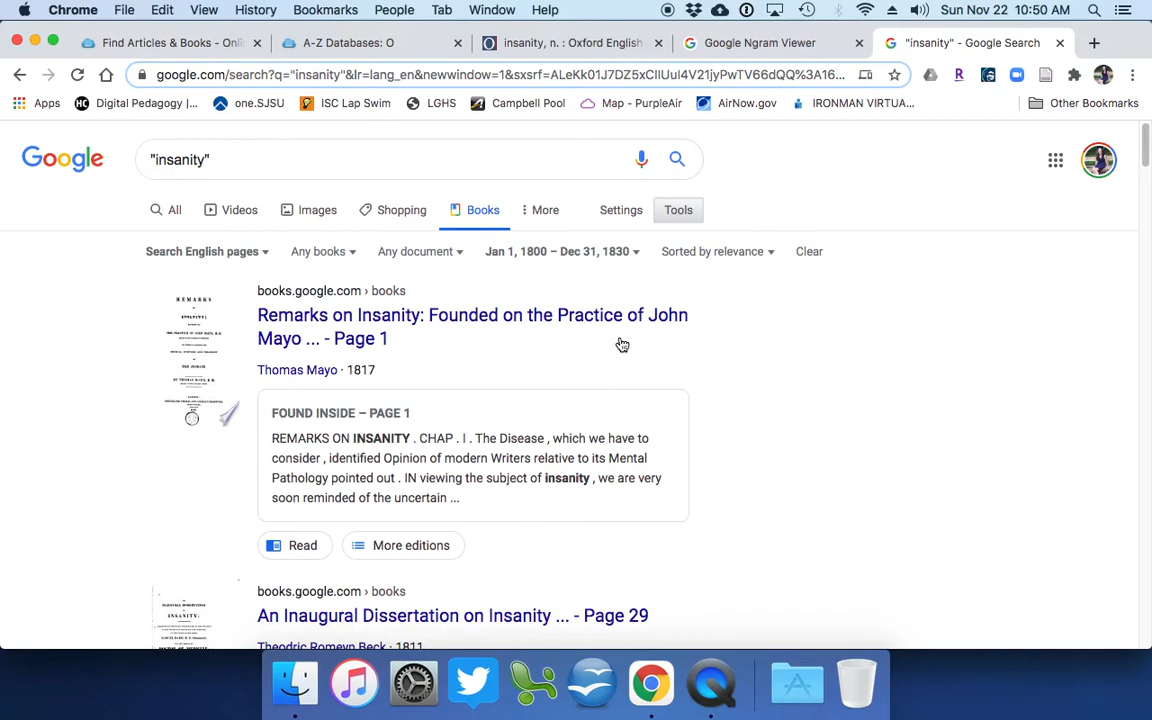 Chrome File Edit View History Bookmarks People Tab Window Help Sun Nov 22 10:50 AM
Find Articles & Books - Onli A-Z Databases: O insanity, n. : Oxford English Google Ngram Viewer "insanity" - Google Search
google.com/search?q="insanity"&lr=lang_en&newwindow=1&sxsrf=ALeKk01J7DZ5xCIlUuI4V21jyPwTV66dQQ%3A16...
Apps Digital Pedagogy |... one.SJSU ISC Lap Swim LGHS Campbell Pool Map - PurpleAir AirNow.gov IRONMAN VIRTUA... Other Bookmarks
Google "insanity"
All Videos Images Shopping Books More Settings Tools
Search English pages Any books Any document Jan 1, 1800 – Dec 31, 1830 Sorted by relevance Clear
books.google.com › books
Remarks on Insanity: Founded on the Practice of John
Mayo ... - Page 1
Thomas Mayo · 1817
FOUND INSIDE – PAGE 1
REMARKS ON INSANITY . CHAP . I . The Disease , which we have to
consider , identified Opinion of modern Writers relative to its Mental
Pathology pointed out . IN viewing the subject of insanity , we are very
soon reminded of the uncertain ...
Read More editions
books.google.com › books
An Inaugural Dissertation on Insanity ... - Page 29
Theodric Romeyn Beck · 1811
REMARKS
INSANITY